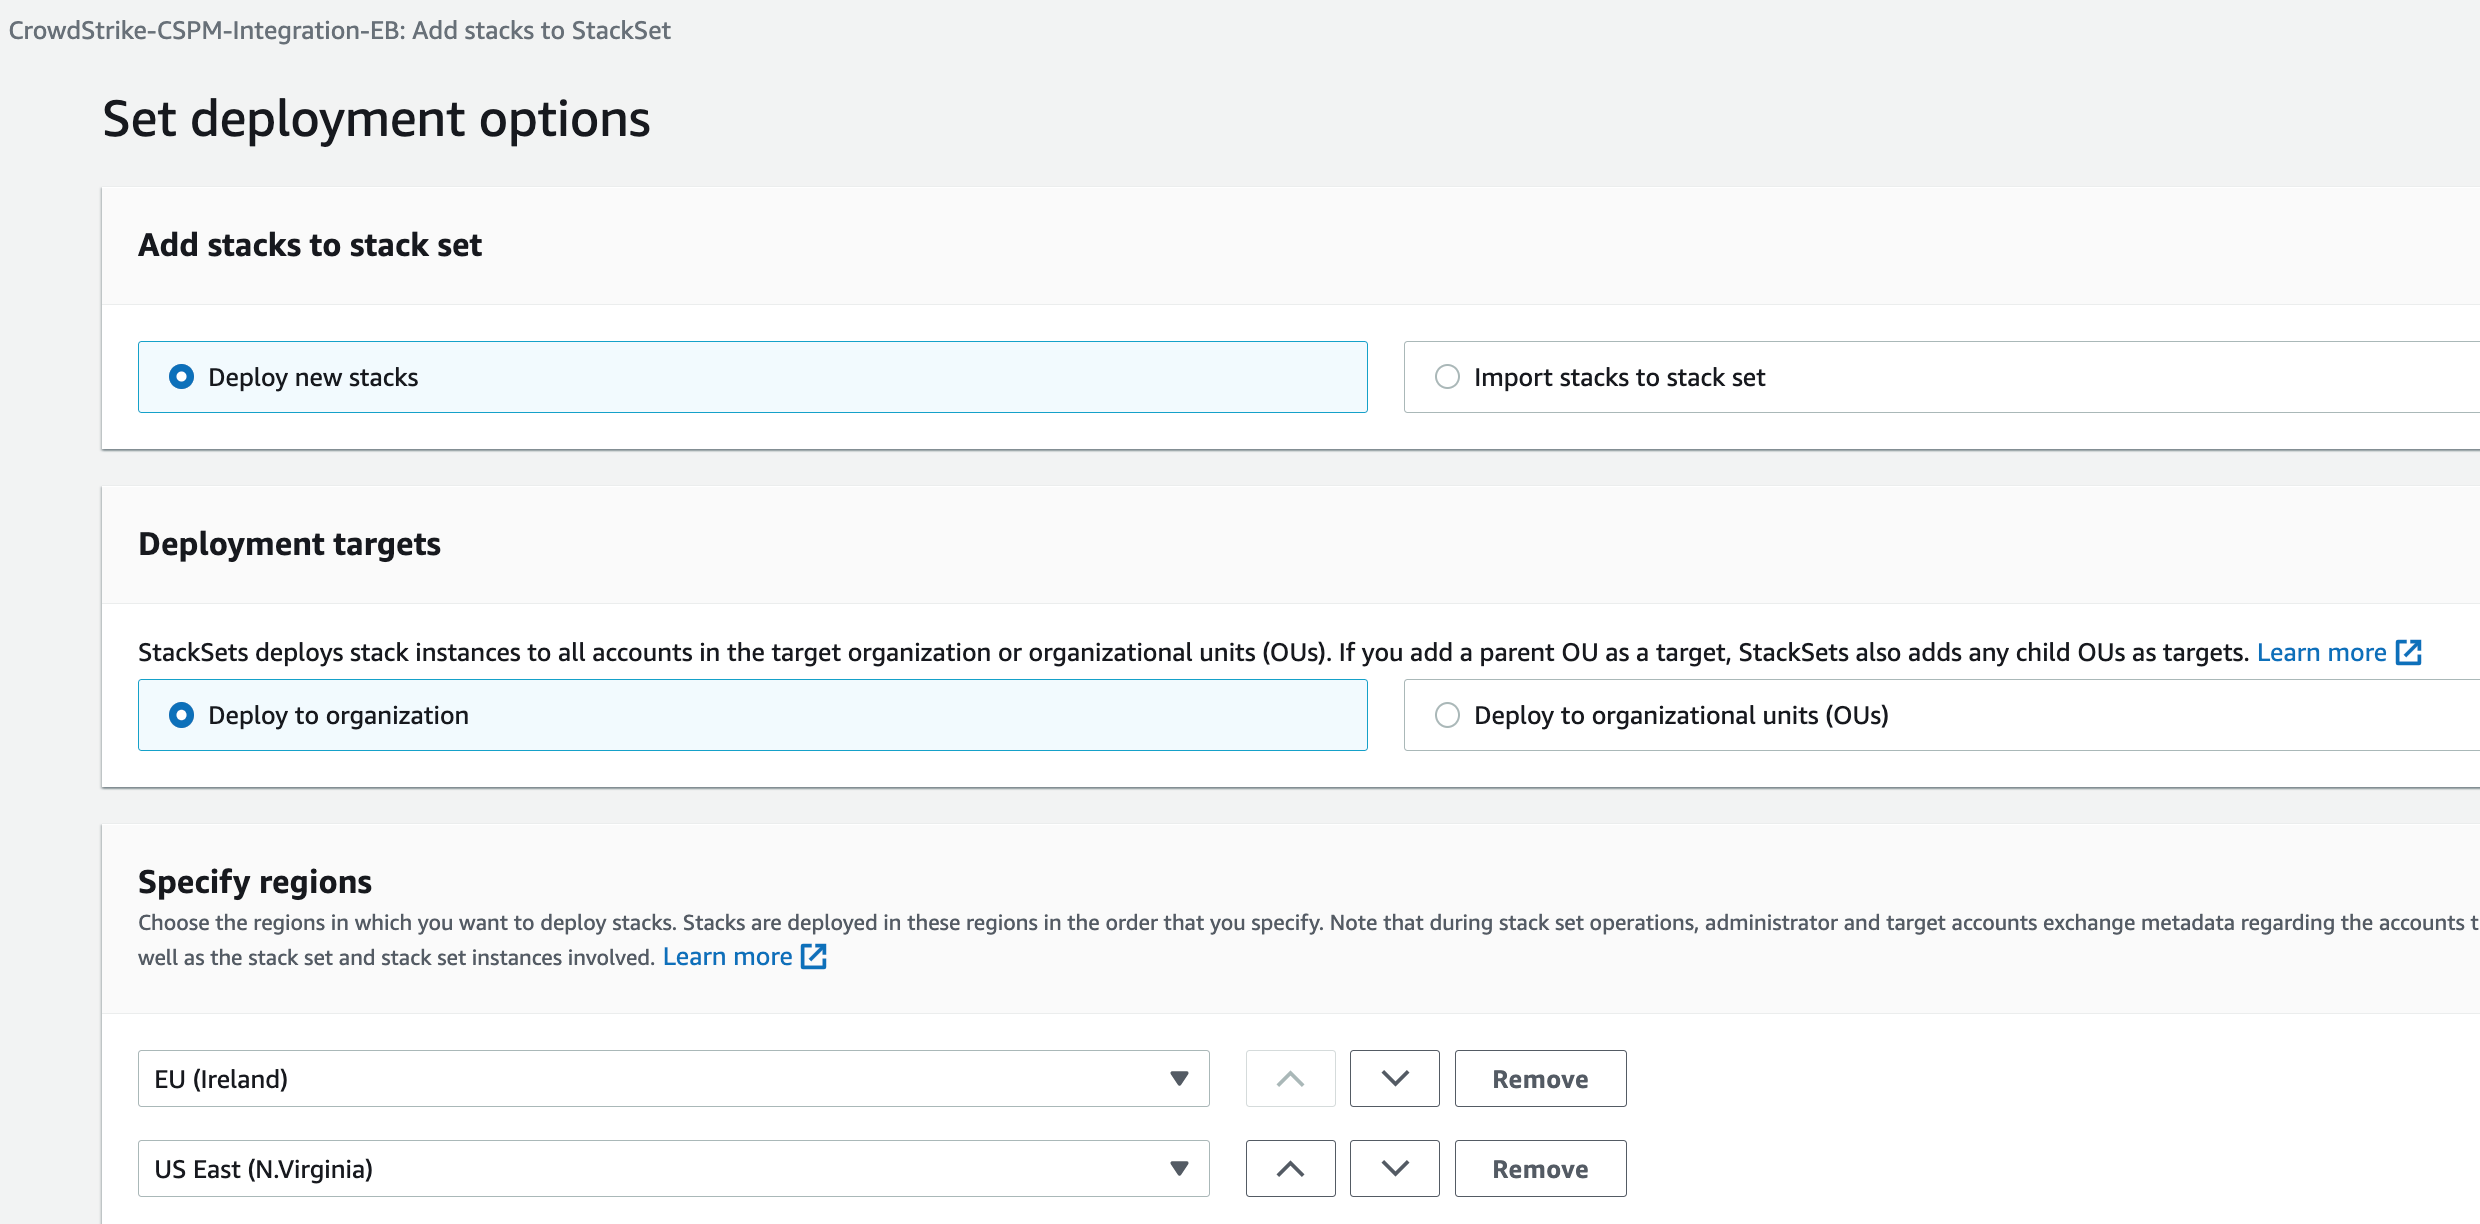 CrowdStrike-CSPM-Integration-EB: Add stacks to StackSet
Set deployment options
Add stacks to stack set
Deploy new stacks
Import stacks to stack set
Deployment targets
StackSets deploys stack instances to all accounts in the target organization or organizational units (OUs). If you add a parent OU as a target, StackSets also adds any child OUs as targets. Learn more
Deploy to organization
Deploy to organizational units (OUs)
Specify regions
Choose the regions in which you want to deploy stacks. Stacks are deployed in these regions in the order that you specify. Note that during stack set operations, administrator and target accounts exchange metadata regarding the accounts
well as the stack set and stack set instances involved. Learn more
EU (Ireland)
Remove
US East (N.Virginia)
Remove